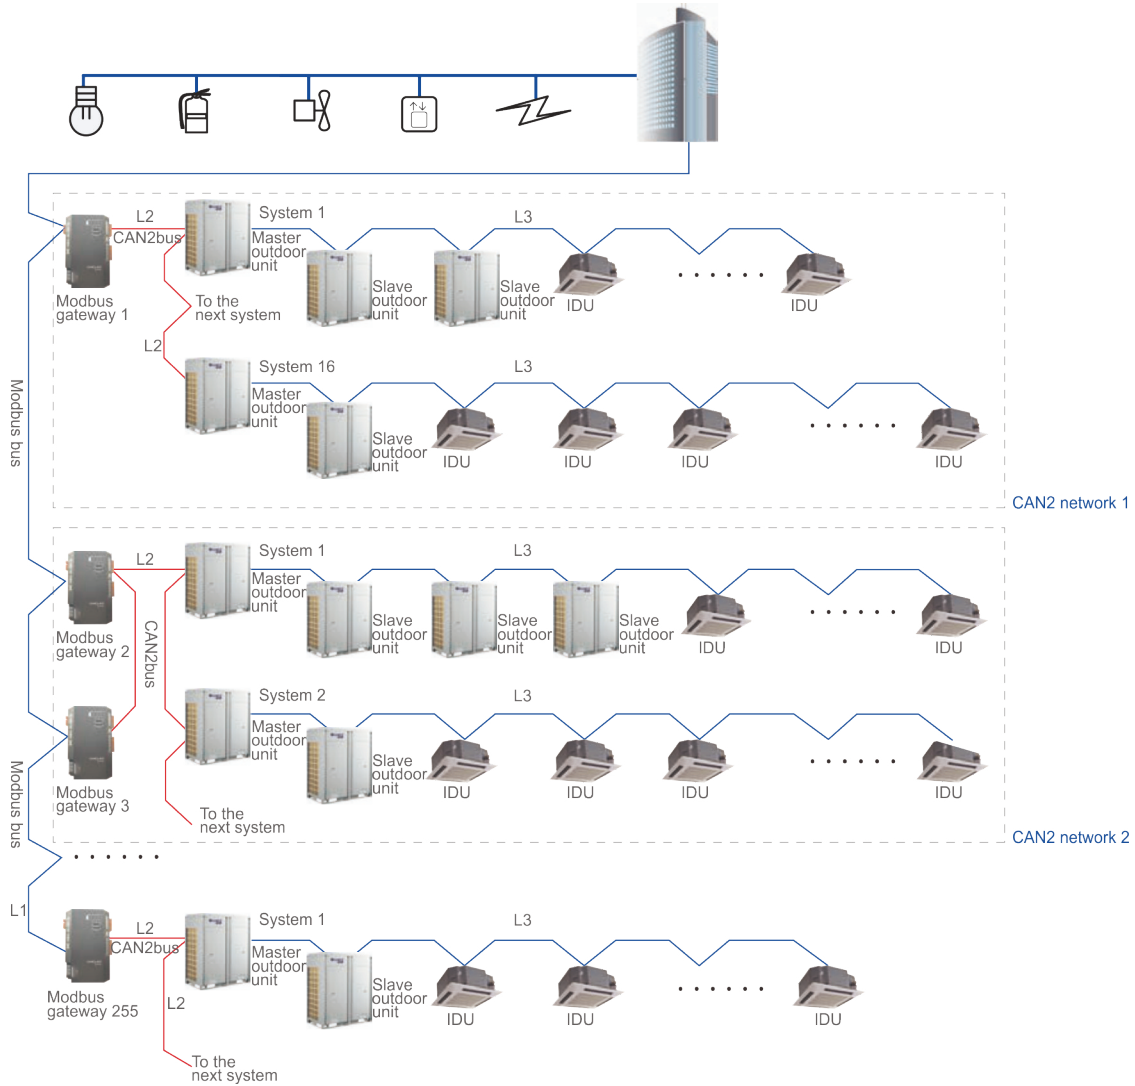 L2
CAN2bus
System 1
Master
outdoor
unit
L3
Slave
outdoor
unit
Slave
outdoor
unit
IDU
IDU
Modbus
gateway 1
To the
next system
L2
System 16
Master
outdoor
unit
L3
Slave
outdoor
unit
IDU
IDU
IDU
IDU
Modbus bus
CAN2 network 1
L2
System 1
Master
outdoor
unit
L3
Slave
outdoor
unit
Slave
outdoor
unit
Slave
outdoor
unit
IDU
IDU
Modbus
gateway 2
CAN2bus
System 2
Master
outdoor
unit
L3
Slave
outdoor
unit
IDU
IDU
IDU
IDU
Modbus
gateway 3
To the
next system
Modbus bus
CAN2 network 2
L1
L2
CAN2bus
System 1
Master
outdoor
unit
L3
Slave
outdoor
unit
IDU
IDU
IDU
Modbus
gateway 255
L2
To the
next system